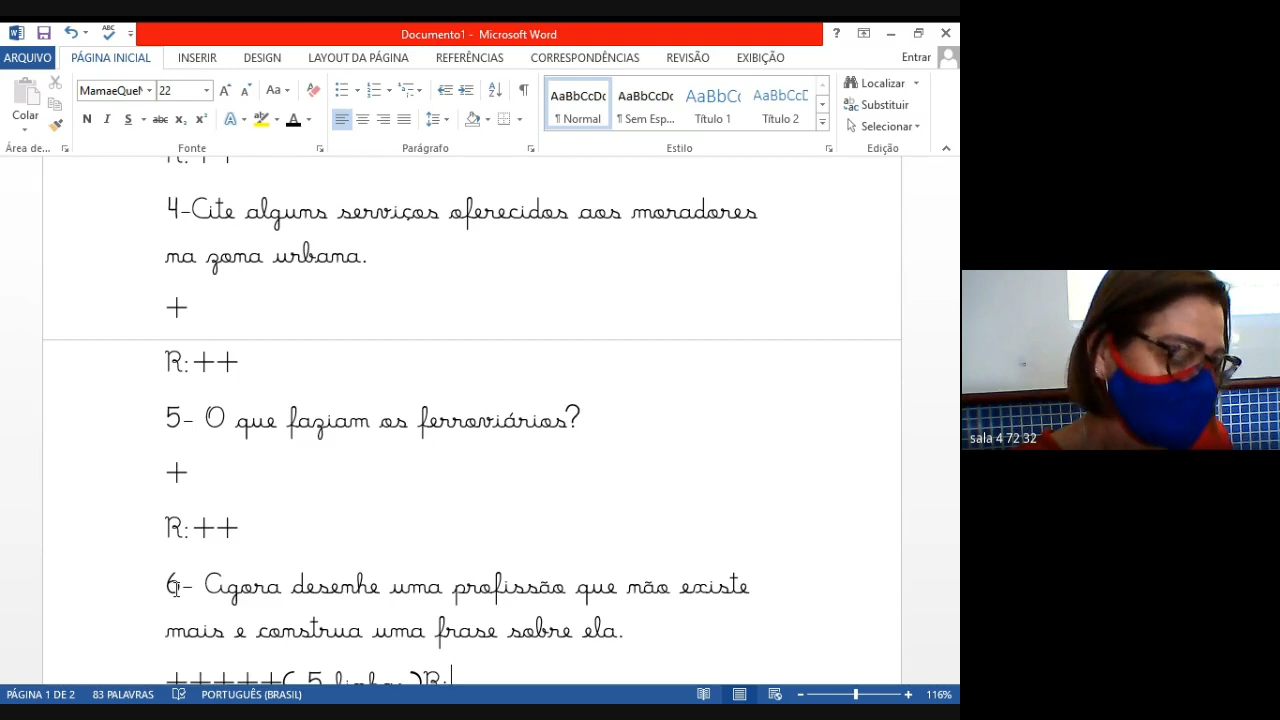 Documento1 - Microsoft Word
?
ARQUIVO PÁGINA INICIAL INSERIR DESIGN LAYOUT DA PÁGINA REFERÊNCIAS CORRESPONDÊNCIAS REVISÃO EXIBIÇÃO Entrar
Colar
MamaeQueN 22
AaBbCcDc AaBbCcDc AaBbC( AaBbCcD
¶ Normal ¶ Sem Esp... Título 1 Título 2
Localizar
Substituir
Selecionar
Área de... Fonte Parágrafo Estilo Edição
R: ++
4-Cite alguns serviços oferecidos aos moradores
na zona urbana.
+
R:++
5- O que faziam os ferroviários?
+
R:++
6- Agora desenhe uma profissão que não existe
mais e construa uma frase sobre ela.
+++++( 5 linhas)R:
sala 4 72 32
PÁGINA 1 DE 2 83 PALAVRAS PORTUGUÊS (BRASIL) 116%